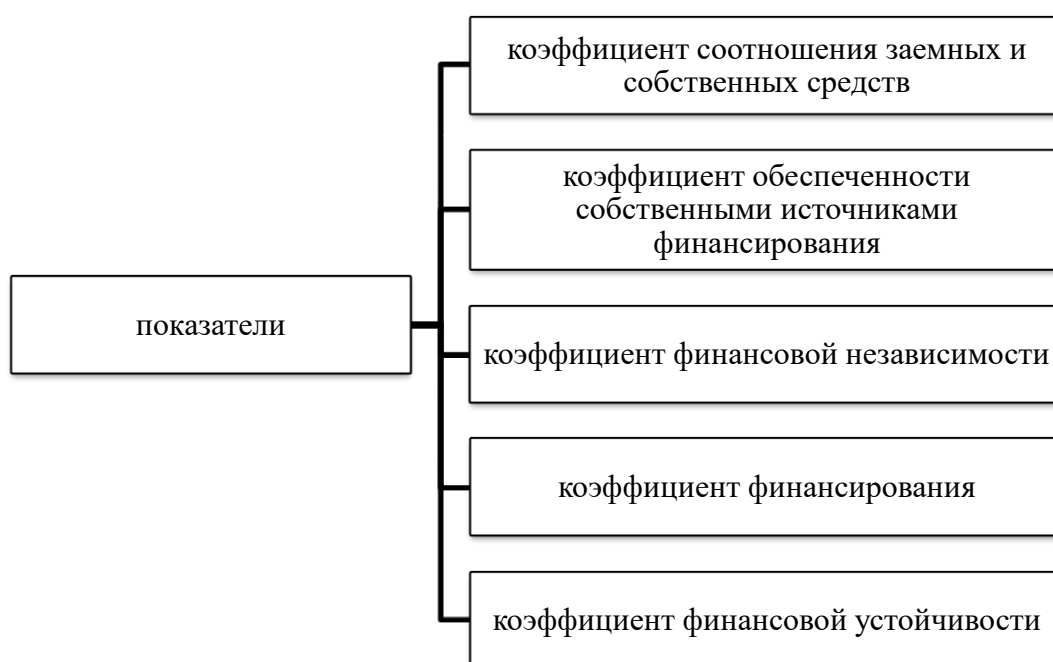 показатели
коэффициент соотношения заемных и
собственных средств
коэффициент обеспеченности
собственными источниками
финансирования
коэффициент финансовой независимости
коэффициент финансирования
коэффициент финансовой устойчивости